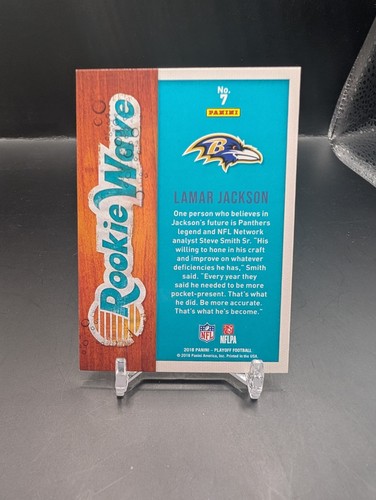 Rookie Wave
No.
7
PANINI
B
LAMAR JACKSON
One person who believes in
Jackson's future is Panthers
legend and NFL Network
analyst Steve Smith Sr. "His
willing to hone in his craft
and improve on whatever
deficiencies he has," Smith
said. "Every year they
said he needed to be more
pocket-present. That's what
he did. Be more accurate.
That's what he's become."
NFL
NFLPA
2018 PANINI - PLAYOFF FOOTBALL
© 2018 Panini America, Inc. Printed in the USA.